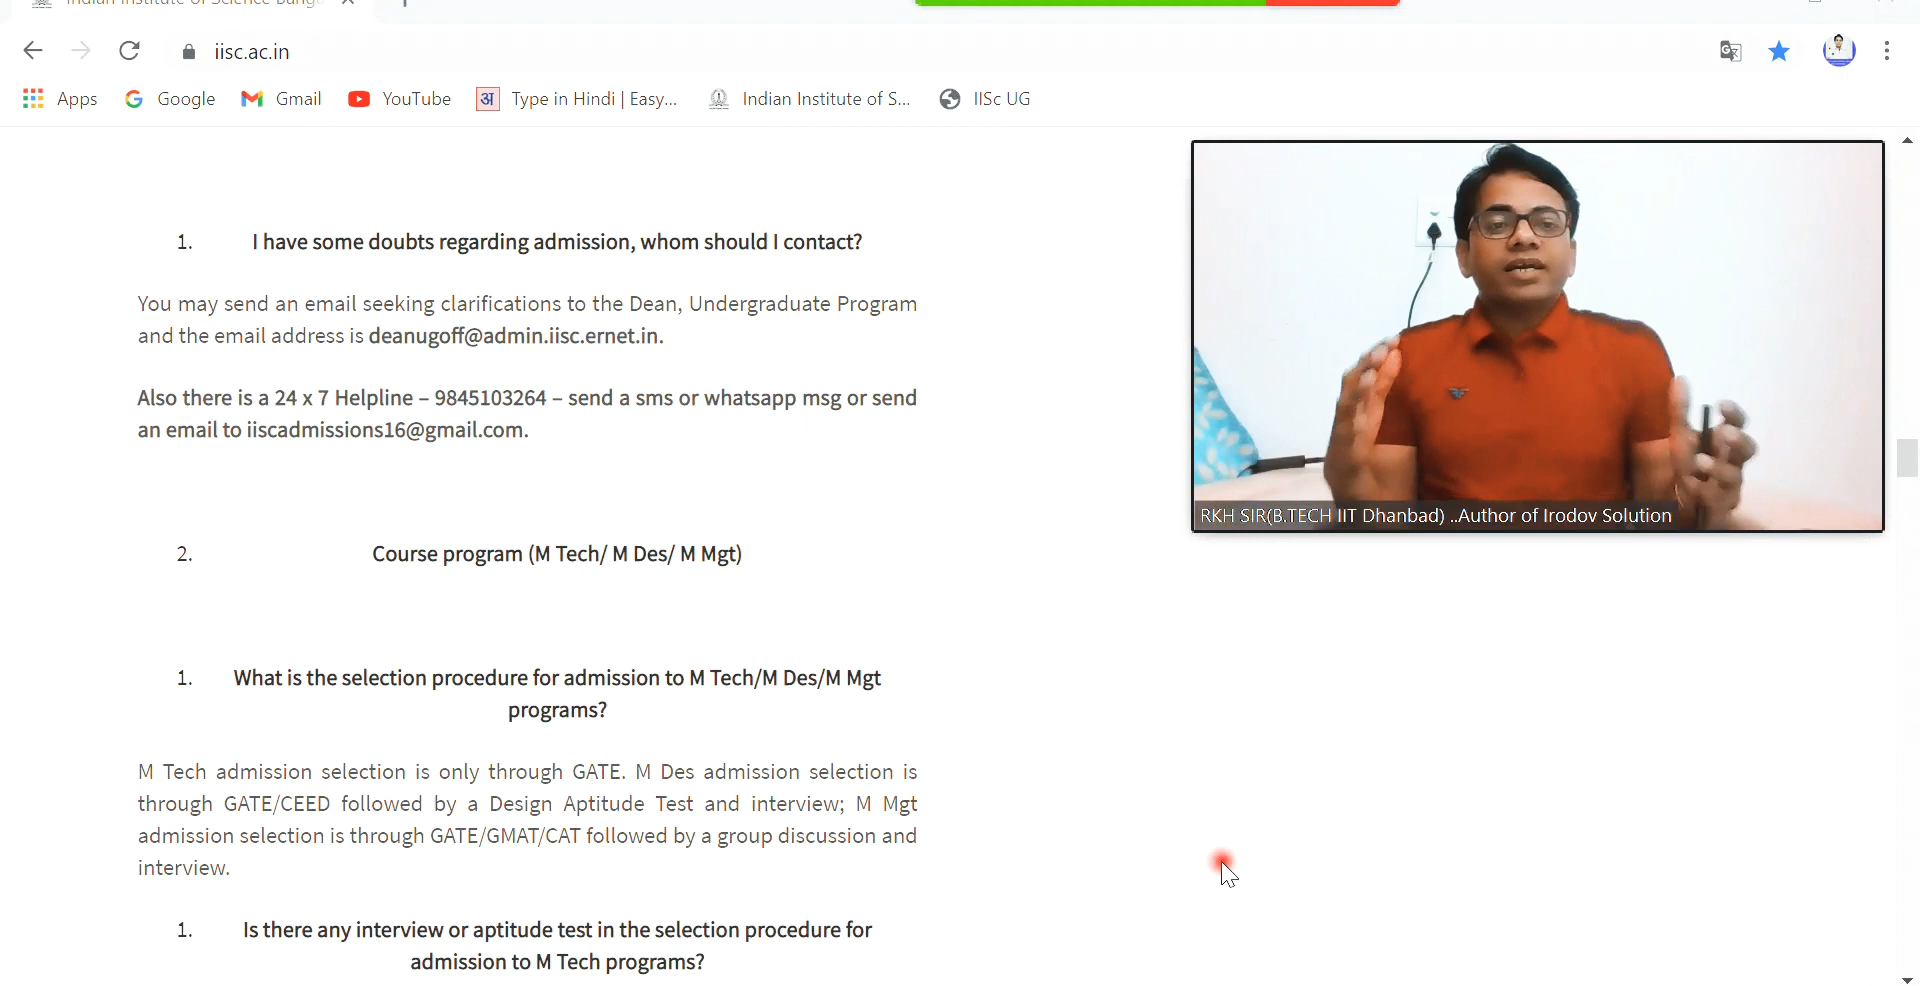 Indian Institute of Science Bang
iisc.ac.in
Apps Google Gmail YouTube अ Type in Hindi | Easy... Indian Institute of S... IISc UG
1. I have some doubts regarding admission, whom should I contact?
You may send an email seeking clarifications to the Dean, Undergraduate Program
and the email address is deanugoff@admin.iisc.ernet.in.
Also there is a 24 x 7 Helpline – 9845103264 – send a sms or whatsapp msg or send
an email to iiscadmissions16@gmail.com.
RKH SIR(B.TECH IIT Dhanbad) ..Author of Irodov Solution
2. Course program (M Tech/ M Des/ M Mgt)
1. What is the selection procedure for admission to M Tech/M Des/M Mgt
programs?
M Tech admission selection is only through GATE. M Des admission selection is
through GATE/CEED followed by a Design Aptitude Test and interview; M Mgt
admission selection is through GATE/GMAT/CAT followed by a group discussion and
interview.
1. Is there any interview or aptitude test in the selection procedure for
admission to M Tech programs?